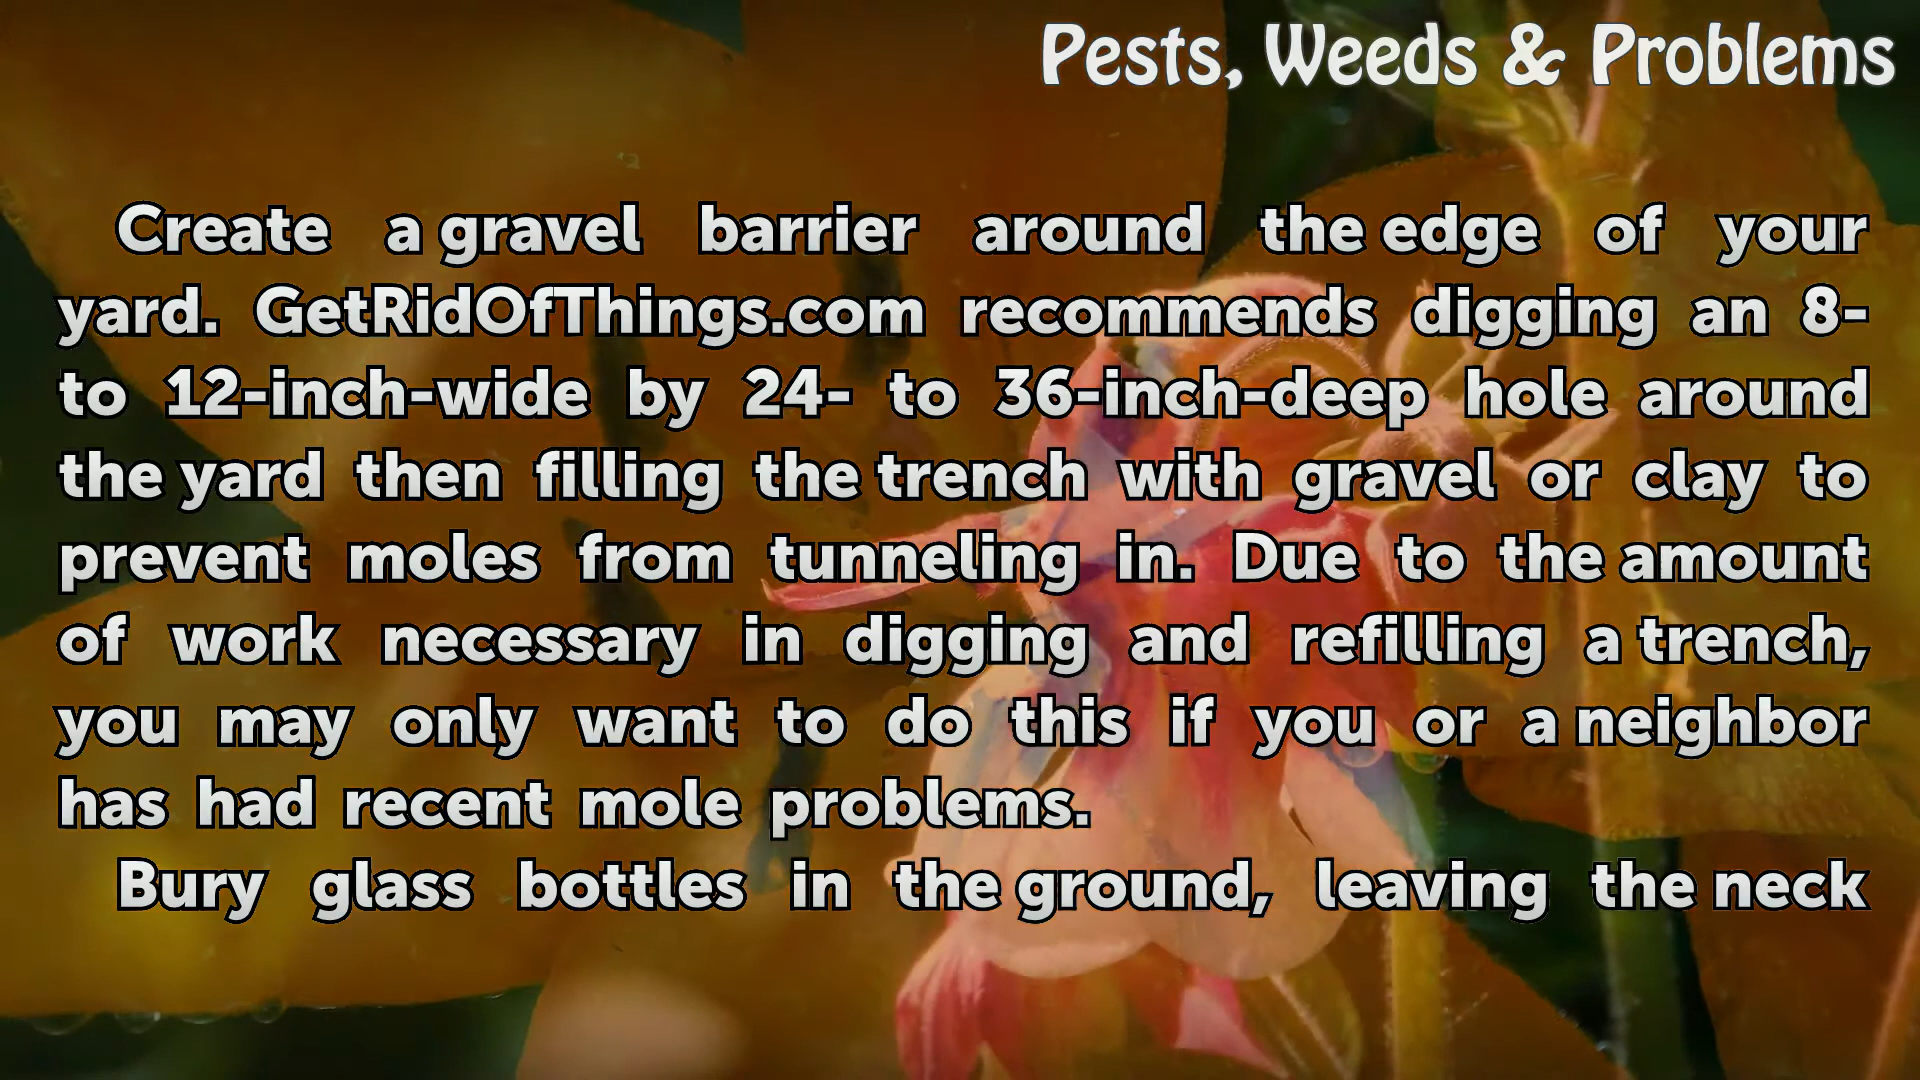 Pests, Weeds & Problems
Create a gravel barrier around the edge of your
yard. GetRidOfThings.com recommends digging an 8-
to 12-inch-wide by 24- to 36-inch-deep hole around
the yard then filling the trench with gravel or clay to
prevent moles from tunneling in. Due to the amount
of work necessary in digging and refilling a trench,
you may only want to do this if you or a neighbor
has had recent mole problems.
Bury glass bottles in the ground, leaving the neck